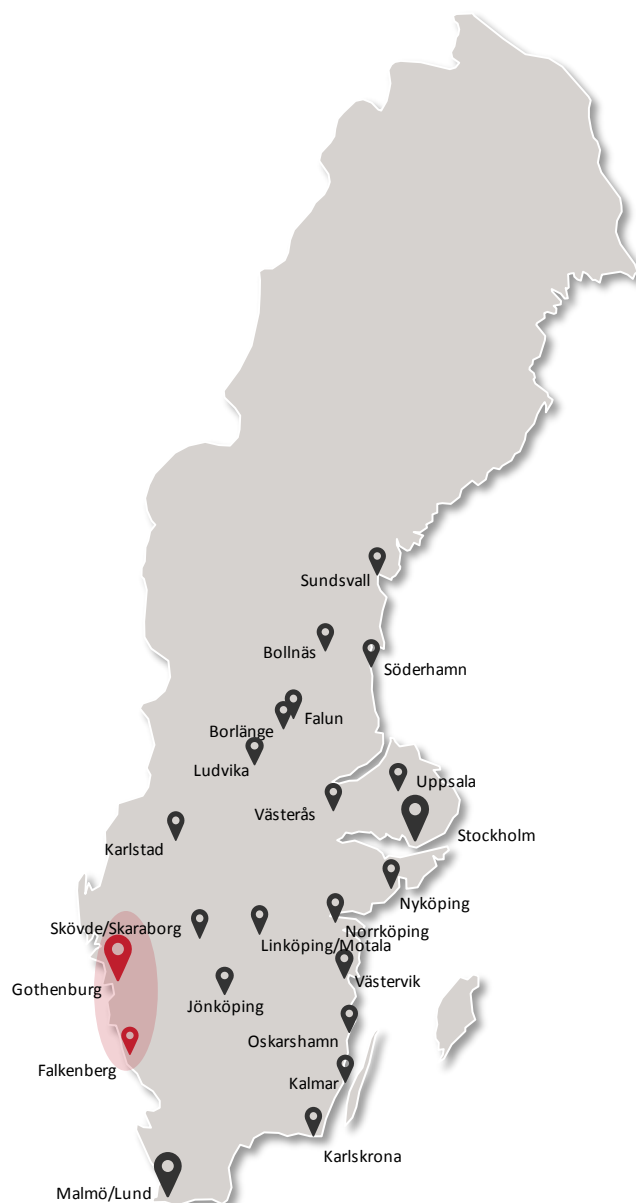 Sundsvall
Bollnäs
Söderhamn
Falun
Borlänge
Ludvika
Uppsala
Västerås
Stockholm
Karlstad
Nyköping
Skövde/Skaraborg
Norrköping
Linköping/Motala
Västervik
Gothenburg
Jönköping
Oskarshamn
Falkenberg
Kalmar
Karlskrona
Malmö/Lund